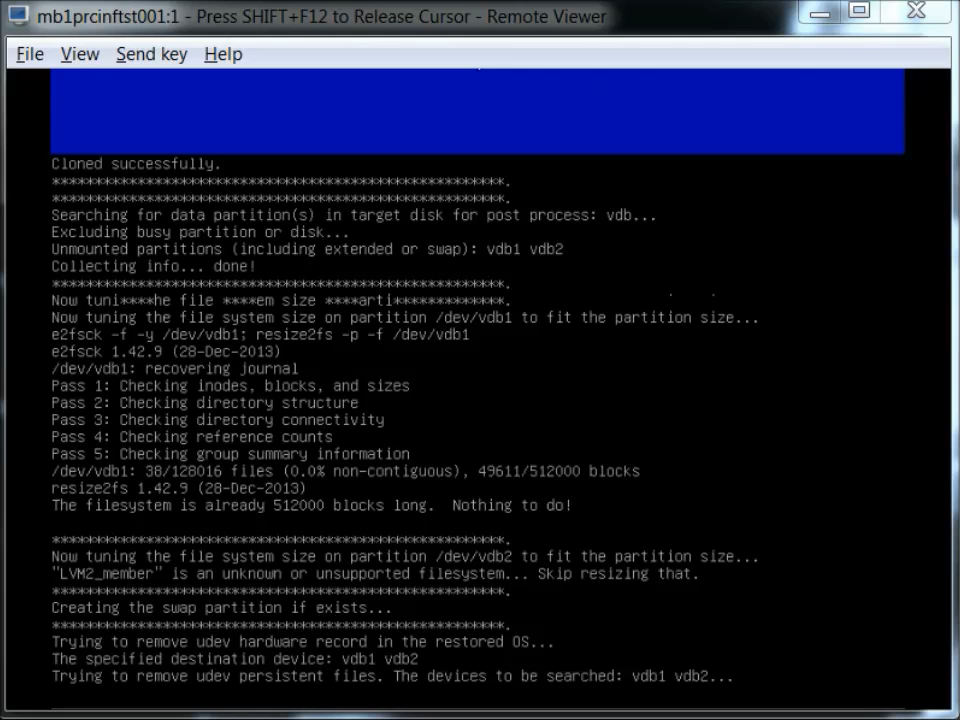 mb1prcinftst001:1 - Press SHIFT+F12 to Release Cursor - Remote Viewer
File View Send key Help
Cloned successfully.
*****************************************************.
*****************************************************.
Searching for data partition(s) in target disk for post process: vdb...
Excluding busy partition or disk...
Unmounted partitions (including extended or swap): vdb1 vdb2
Collecting info... done!
*****************************************************.
Now tuni****he file ****em size ****arti*************.
Now tuning the file system size on partition /dev/vdb1 to fit the partition size...
e2fsck -f -y /dev/vdb1; resize2fs -p -f /dev/vdb1
e2fsck 1.42.9 (28-Dec-2013)
/dev/vdb1: recovering journal
Pass 1: Checking inodes, blocks, and sizes
Pass 2: Checking directory structure
Pass 3: Checking directory connectivity
Pass 4: Checking reference counts
Pass 5: Checking group summary information
/dev/vdb1: 38/128016 files (0.0% non-contiguous), 49611/512000 blocks
resize2fs 1.42.9 (28-Dec-2013)
The filesystem is already 512000 blocks long.  Nothing to do!
*****************************************************.
Now tuning the file system size on partition /dev/vdb2 to fit the partition size...
"LVM2_member" is an unknown or unsupported filesystem... Skip resizing that.
*****************************************************.
Creating the swap partition if exists...
*****************************************************.
Trying to remove udev hardware record in the restored OS...
The specified destination device: vdb1 vdb2
Trying to remove udev persistent files. The devices to be searched: vdb1 vdb2...